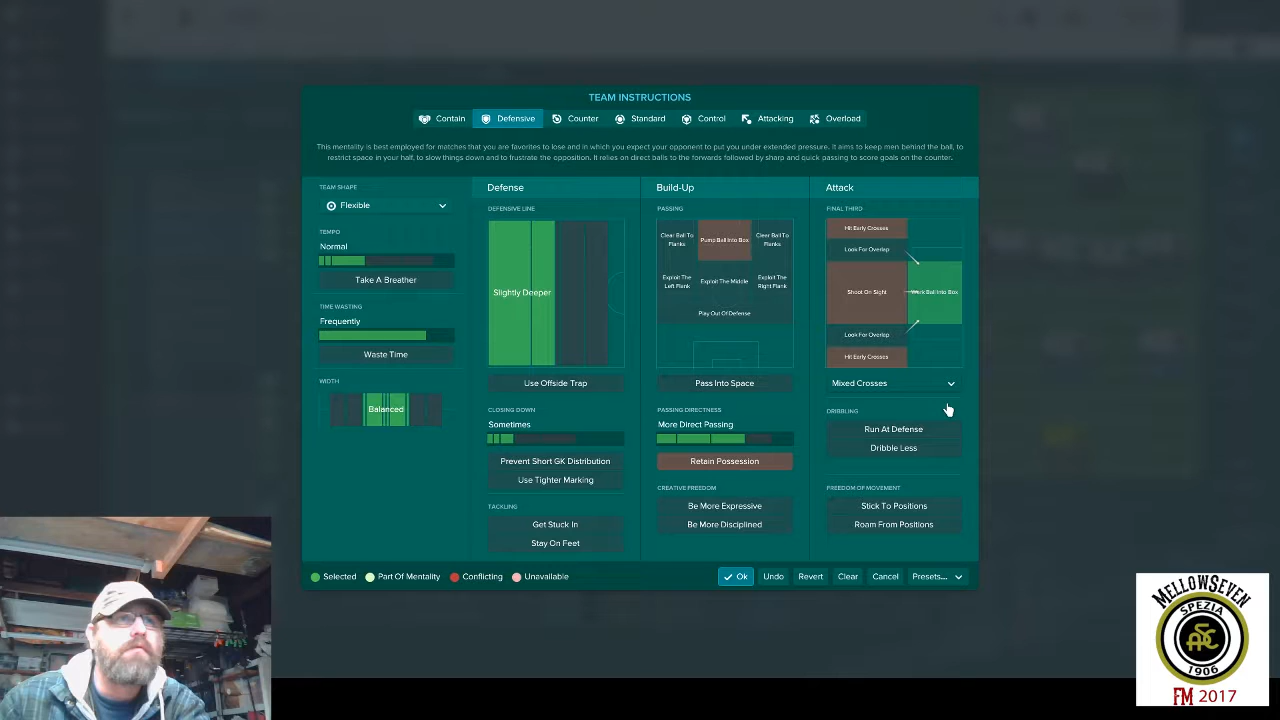 TEAM INSTRUCTIONS
Contain Defensive Counter Standard Control Attacking Overload
This mentality is best employed for matches that you are favorites to lose and in which you expect your opponent to put you under extended pressure. It aims to keep men behind the ball, to
restrict space in your half, to slow things down and to frustrate the opposition. It relies on direct balls to the forwards followed by sharp and quick passing to score goals on the counter.
TEAM SHAPE
Flexible
TEMPO
Normal
Take A Breather
TIME WASTING
Frequently
Waste Time
WIDTH
Balanced
Defense
DEFENSIVE LINE
Slightly Deeper
Use Offside Trap
CLOSING DOWN
Sometimes
Prevent Short GK Distribution
Use Tighter Marking
TACKLING
Get Stuck In
Stay On Feet
Build-Up
PASSING
Clear Ball To
Flanks
Pump Ball Into Box
Clear Ball To
Flanks
Exploit The
Left Flank
Exploit The Middle
Exploit The
Right Flank
Play Out Of Defense
Pass Into Space
PASSING DIRECTNESS
More Direct Passing
Retain Possession
CREATIVE FREEDOM
Be More Expressive
Be More Disciplined
Attack
FINAL THIRD
Hit Early Crosses
Look For Overlap
Shoot On Sight
Work Ball Into Box
Look For Overlap
Hit Early Crosses
Mixed Crosses
DRIBBLING
Run At Defense
Dribble Less
FREEDOM OF MOVEMENT
Stick To Positions
Roam From Positions
Selected Part Of Mentality Conflicting Unavailable
Ok Undo Revert Clear Cancel Presets...
MELLOWSEVEN
SPEZIA
ASC
1906
FM 2017